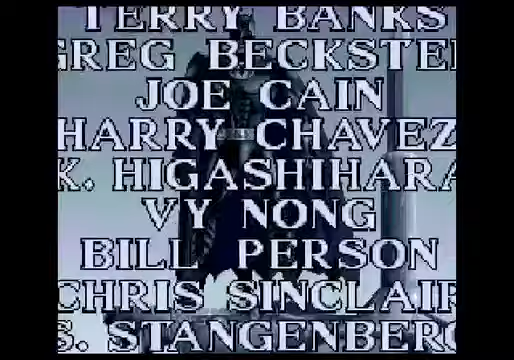 TERRY BANKS
GREG BECKSTE
JOE CAIN
HARRY CHAVEZ
K. HIGASHIHARA
VY NONG
BILL PERSON
CHRIS SINCLAIR
S. STANGENBERG